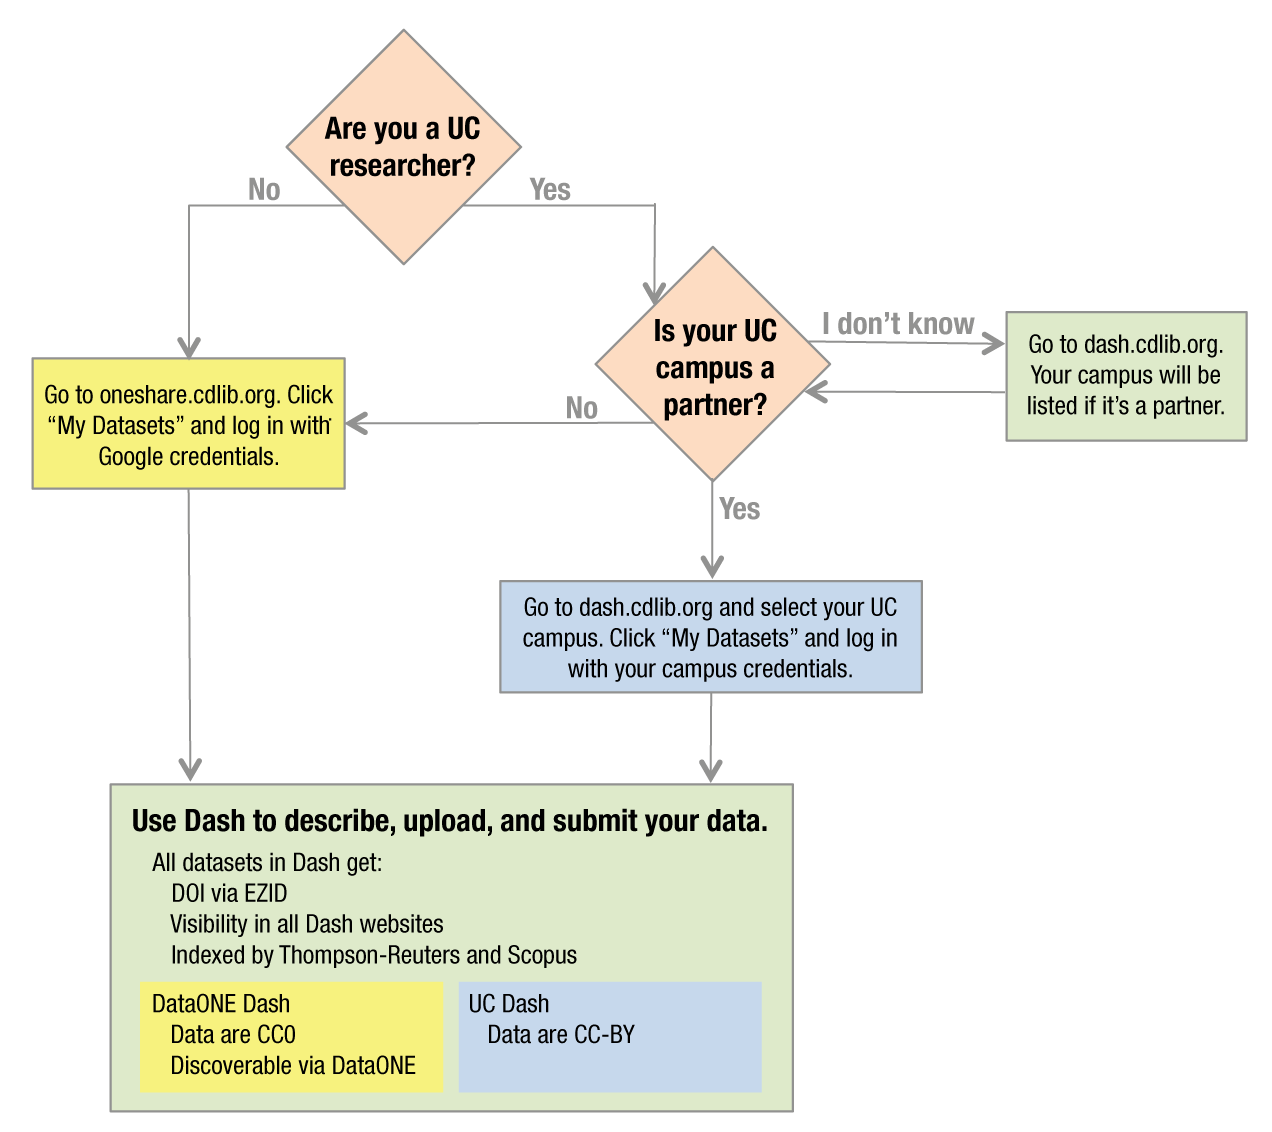 Are you a UC
researcher?
No
Yes
Is your UC
campus a
partner?
I don't know
Go to dash.cdlib.org.
Your campus will be
listed if it's a partner.
No
Go to oneshare.cdlib.org. Click
“My Datasets” and log in with
Google credentials.
Yes
Go to dash.cdlib.org and select your UC
campus. Click “My Datasets” and log in
with your campus credentials.
Use Dash to describe, upload, and submit your data.
All datasets in Dash get:
DOI via EZID
Visibility in all Dash websites
Indexed by Thompson-Reuters and Scopus
DataONE Dash
Data are CC0
Discoverable via DataONE
UC Dash
Data are CC-BY